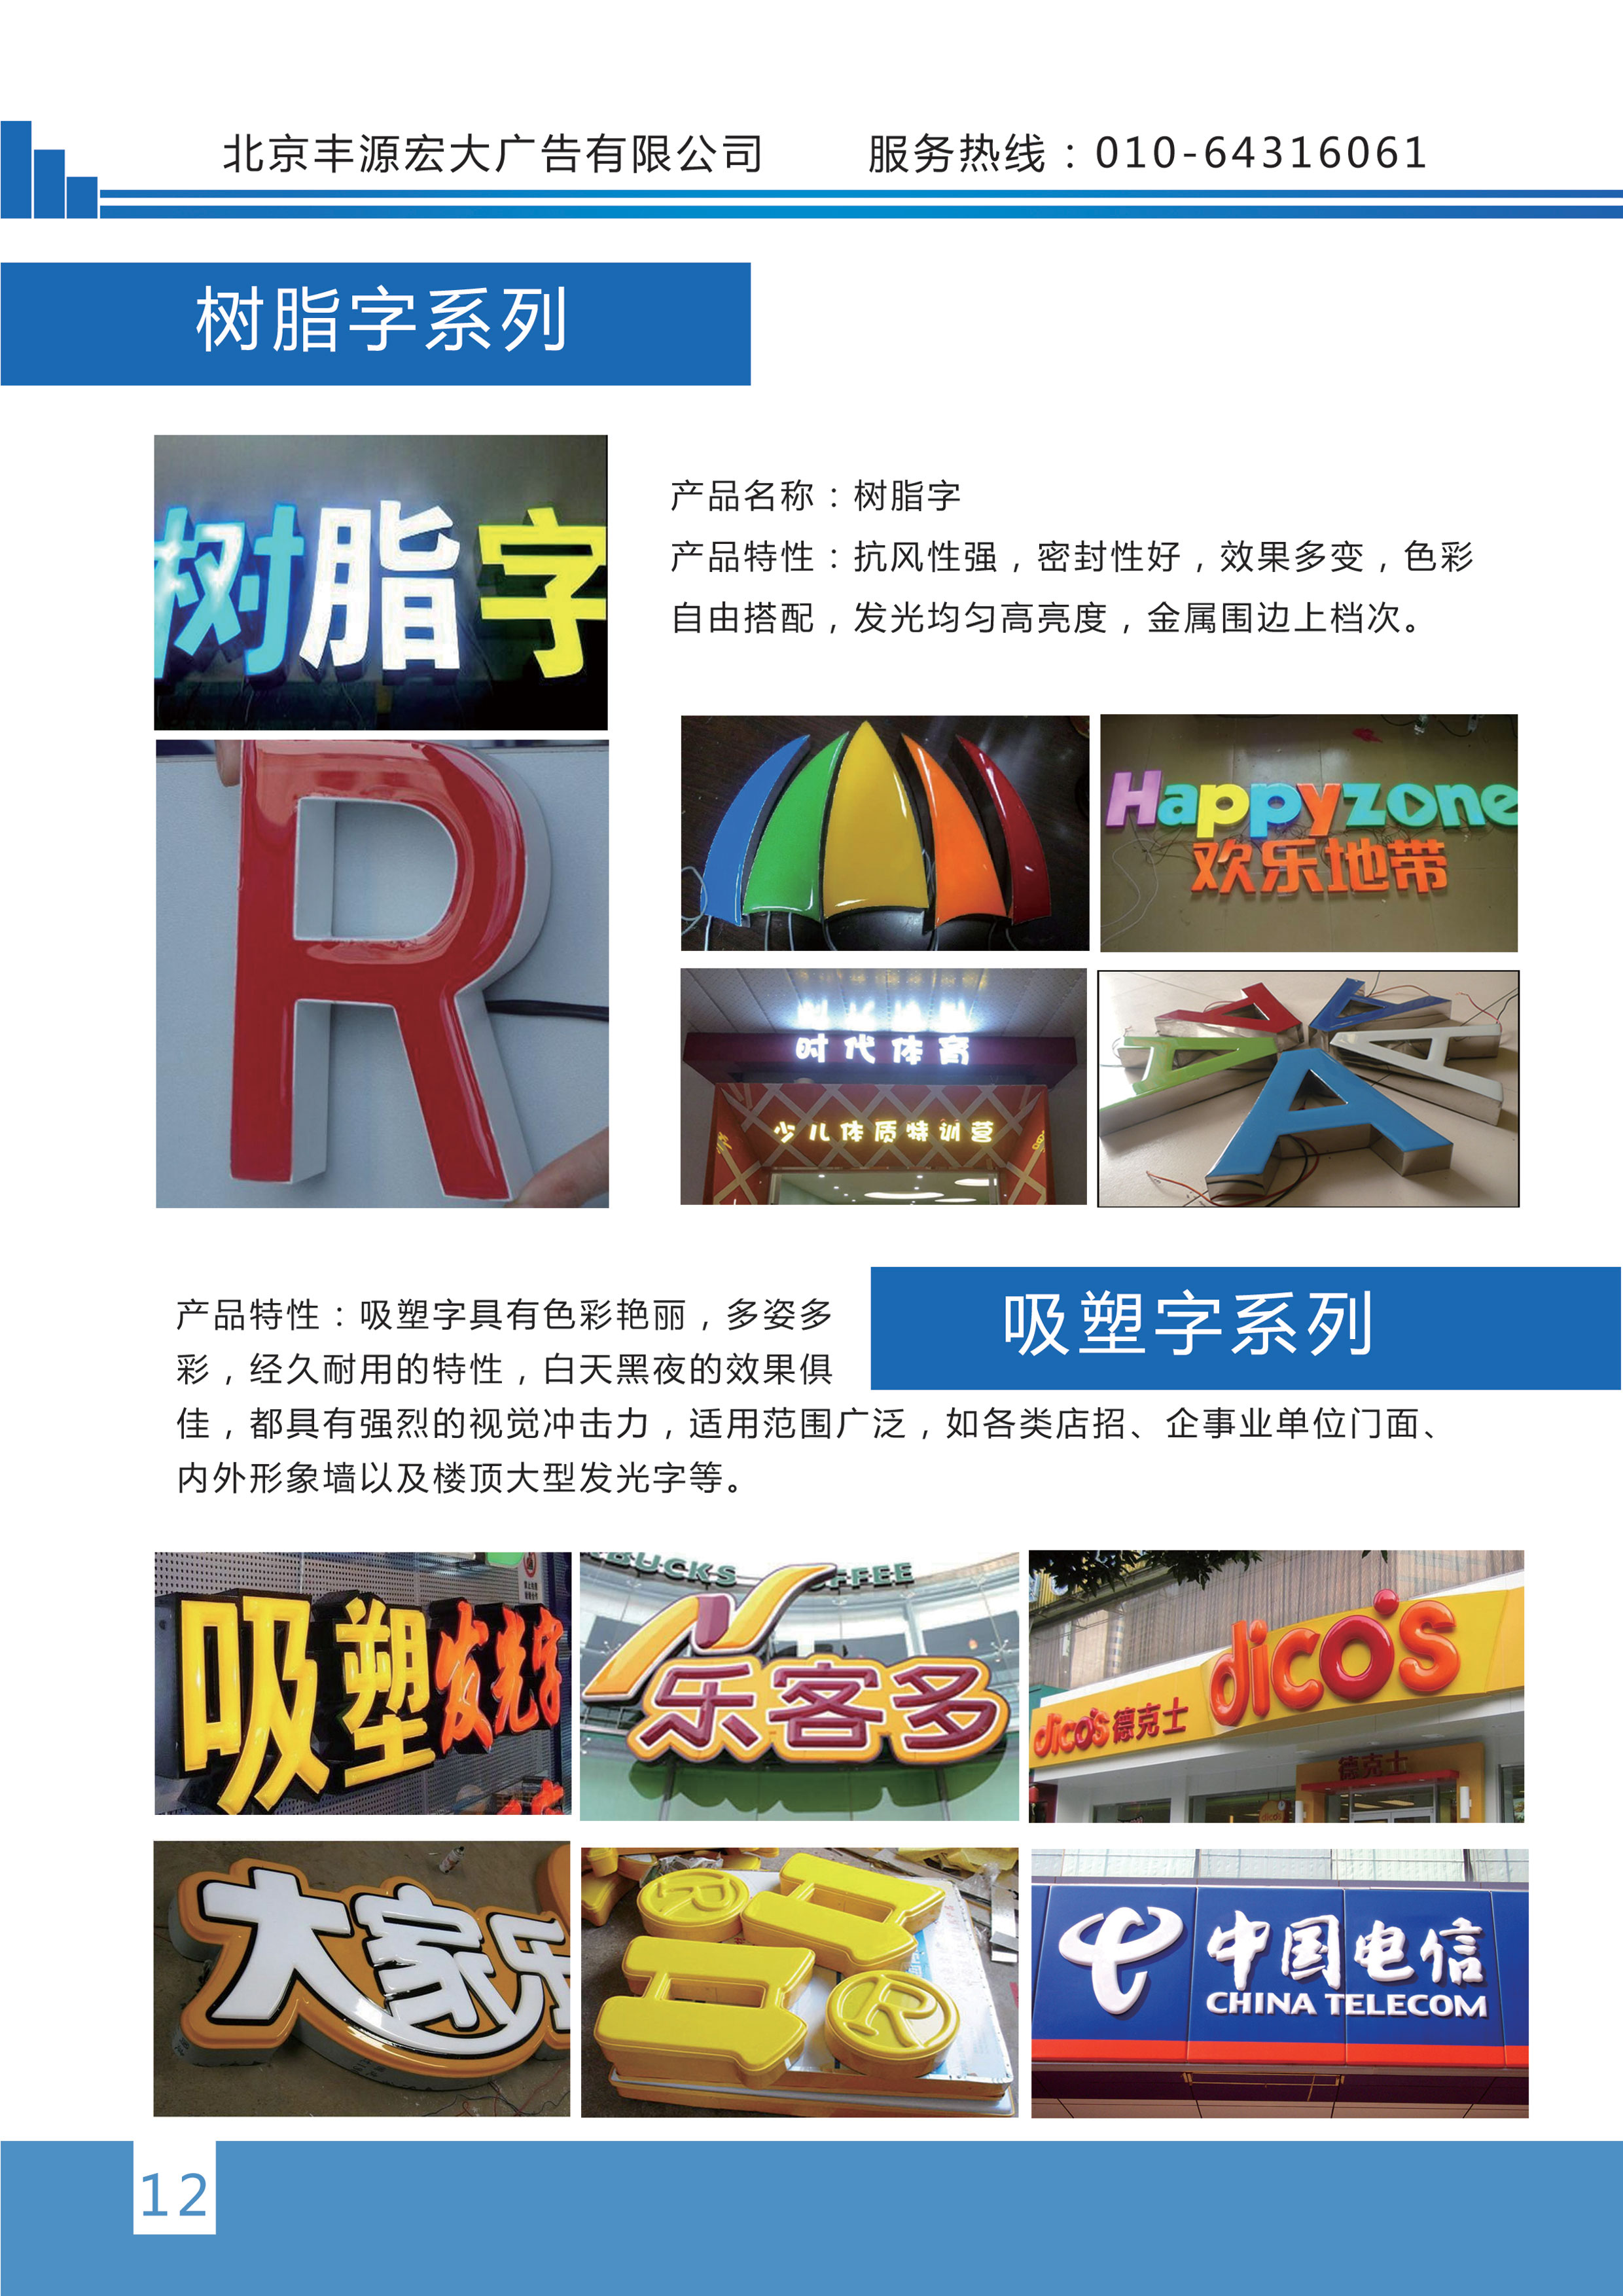 北京丰源宏大广告有限公司 服务热线：010-64316061
树脂字系列
树脂字
产品名称：树脂字
产品特性：抗风性强，密封性好，效果多变，色彩
自由搭配，发光均匀高亮度，金属围边上档次。
R
Happyzone
欢乐地带
时代体育
少儿体质特训营
A A A A A
吸塑字系列
产品特性：吸塑字具有色彩艳丽，多姿多
彩，经久耐用的特性，白天黑夜的效果俱
佳，都具有强烈的视觉冲击力，适用范围广泛，如各类店招、企事业单位门面、
内外形象墙以及楼顶大型发光字等。
吸塑发光字
BUCKS OFFEE
乐客多
dico's
dico's 德克士
德克士
dico's
大家乐
R
R
中国电信
CHINA TELECOM
12